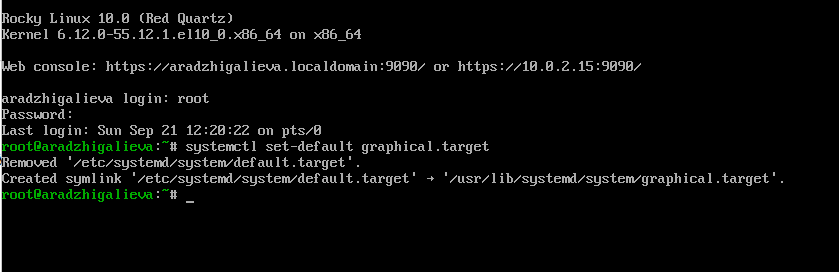 Rocky Linux 10.0 (Red Quartz)
Kernel 6.12.0-55.12.1.el10_0.x86_64 on x86_64
Web console: https://aradzhigalieva.localdomain:9090/ or https://10.0.2.15:9090/
aradzhigalieva login: root
Password:
Last login: Sun Sep 21 12:20:22 on pts/0
root@aradzhigalieva:~# systemctl set-default graphical.target
Removed '/etc/systemd/system/default.target'.
Created symlink '/etc/systemd/system/default.target' → '/usr/lib/systemd/system/graphical.target'.
root@aradzhigalieva:~# _